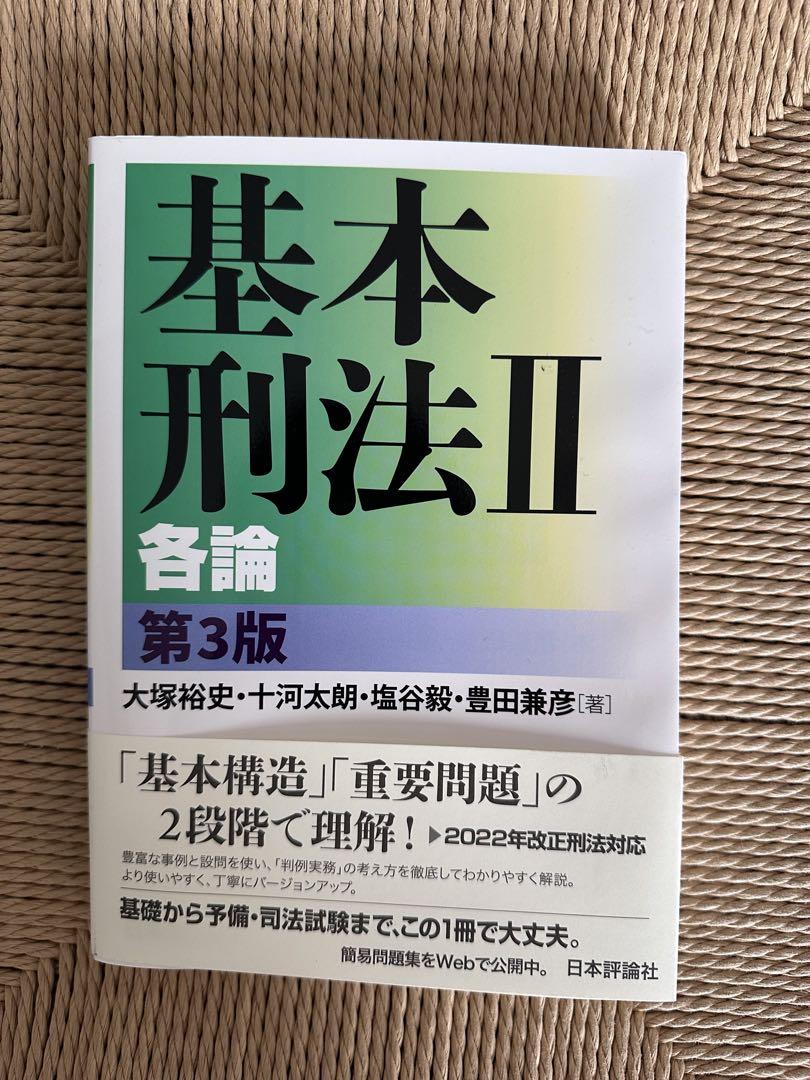 基本
刑法Ⅱ
各論
第3版
大塚裕史・十河太朗・塩谷毅・豊田兼彦[著]
「基本構造」「重要問題」の
2段階で理解! ▶2022年改正刑法対応
豊富な事例と設問を使い、「判例実務」の考え方を徹底してわかりやすく解説。
より使いやすく、丁寧にバージョンアップ。
基礎から予備・司法試験まで、この1冊で大丈夫。
簡易問題集をWebで公開中。 日本評論社